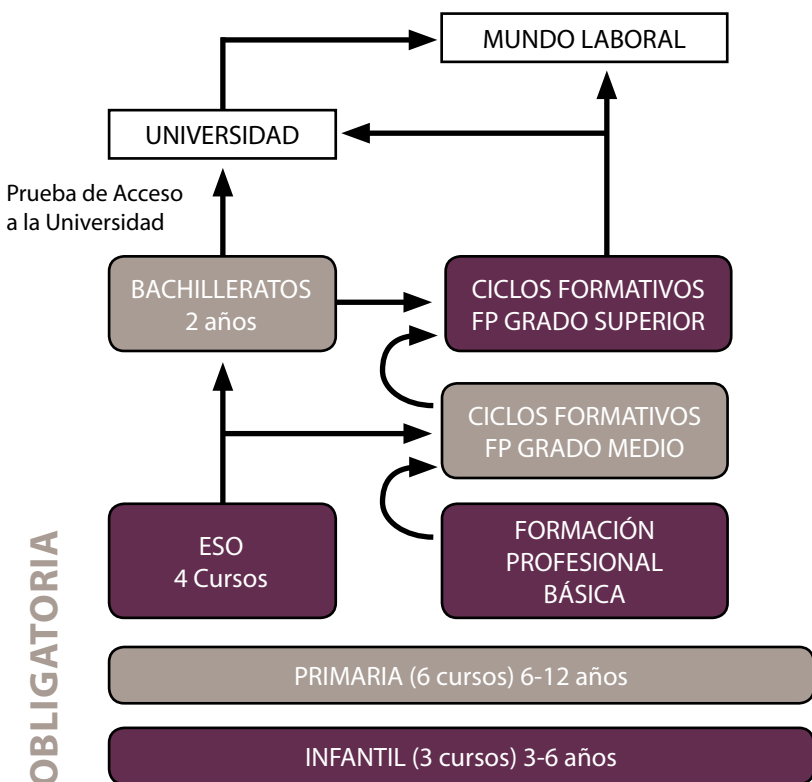 MUNDO LABORAL
UNIVERSIDAD
Prueba de Acceso
a la Universidad
BACHILLERATOS
2 años
CICLOS FORMATIVOS
FP GRADO SUPERIOR
CICLOS FORMATIVOS
FP GRADO MEDIO
ESO
4 Cursos
FORMACIÓN
PROFESIONAL
BÁSICA
OBLIGATORIA
PRIMARIA (6 cursos) 6-12 años
INFANTIL (3 cursos) 3-6 años